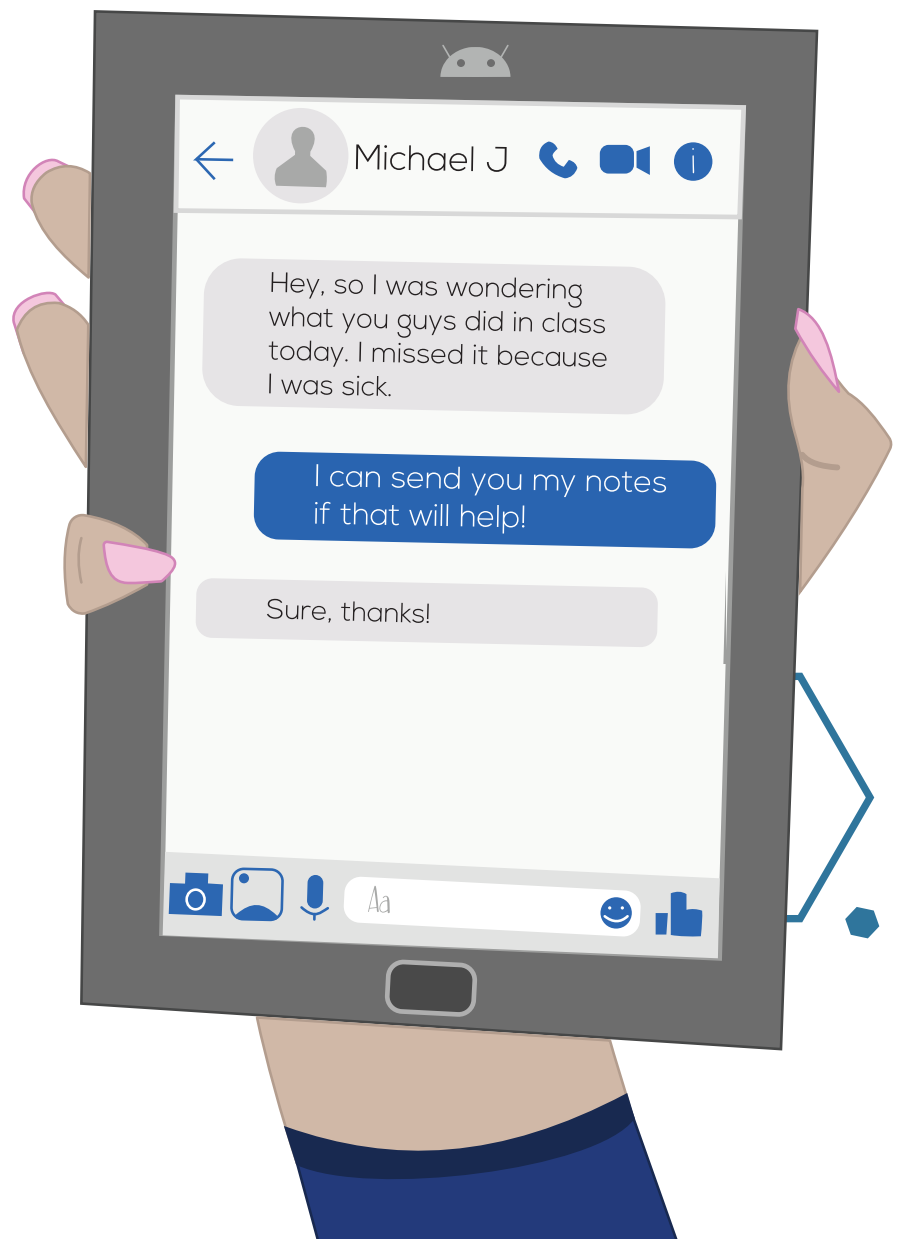 Michael J
Hey, so I was wondering
what you guys did in class
today. I missed it because
I was sick.
I can send you my notes
if that will help!
Sure, thanks!
Aa